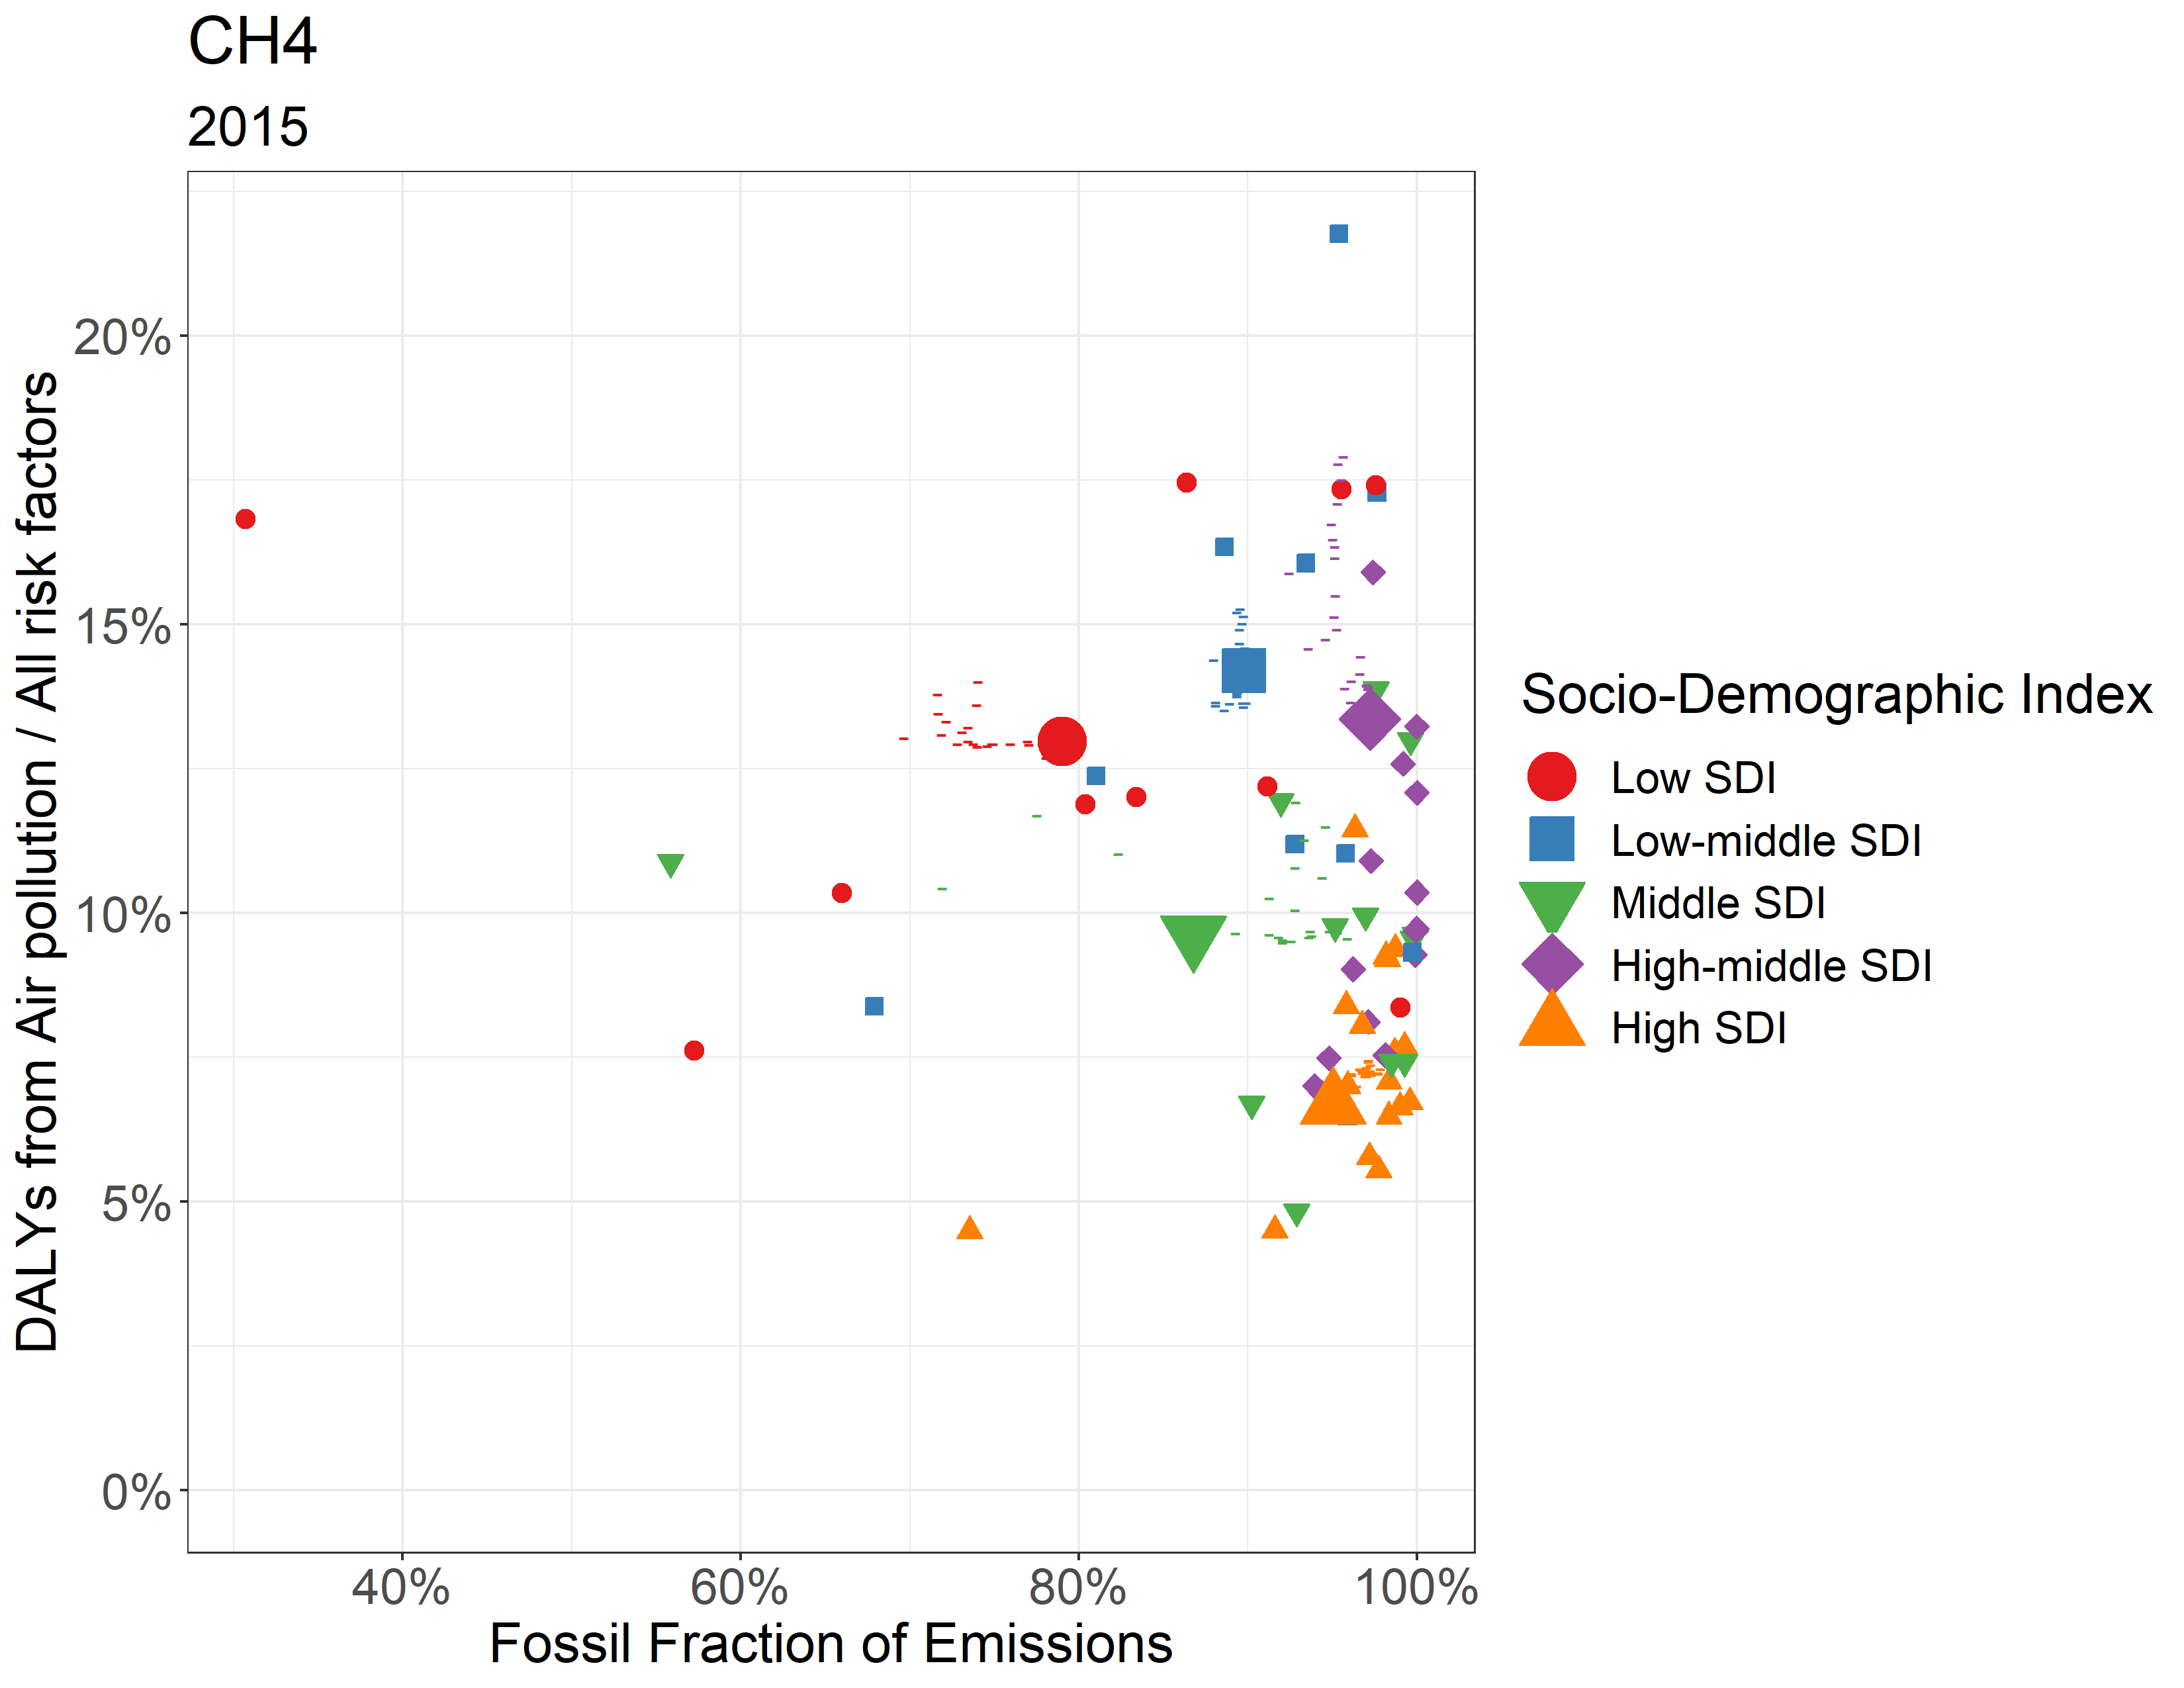 CH4
2015
DALYs from Air pollution / All risk factors
20%
15%
10%
5%
0%
40%
60%
80%
100%
Fossil Fraction of Emissions
Socio-Demographic Index
Low SDI
Low-middle SDI
Middle SDI
High-middle SDI
High SDI